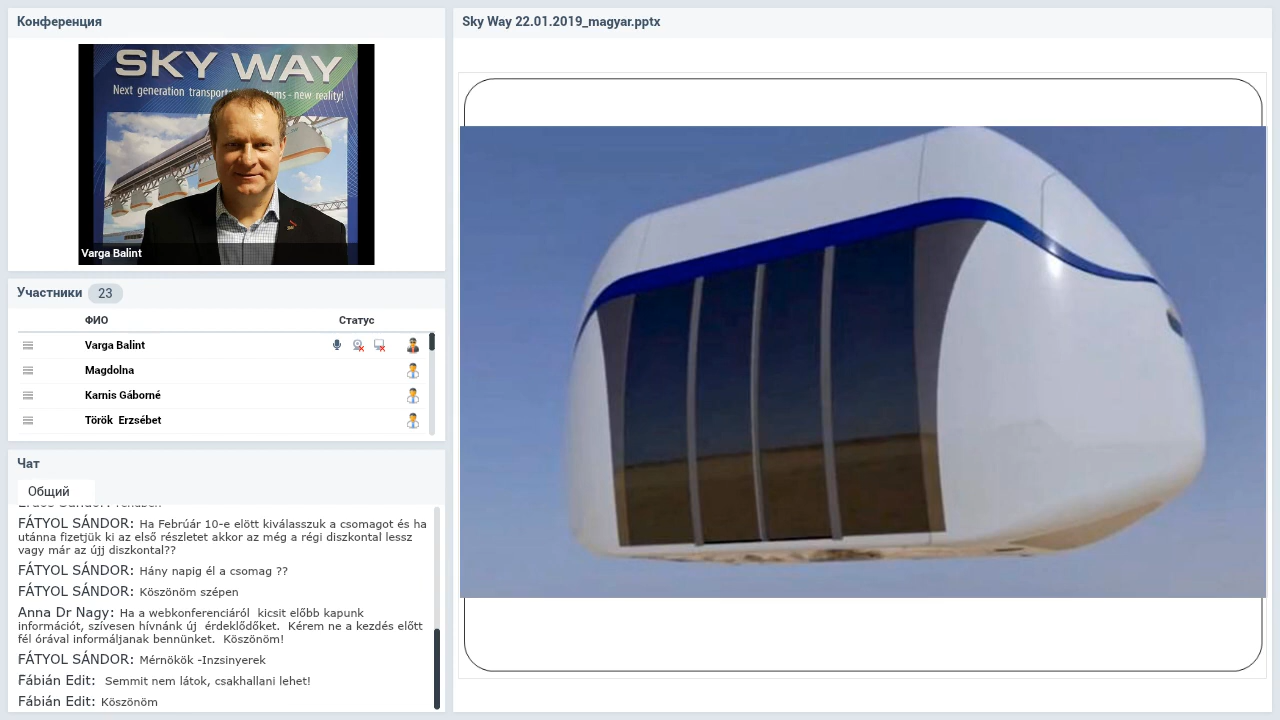 Конференция
SKY WAY
Next generation
Varga Balint
Участники 23
ФИО Статус
Varga Balint
Magdolna
Karnis Gáborné
Török Erzsébet
Чат
Общий
FÁTYOL SÁNDOR: Ha Február 10-e elött kiválasszuk a csomagot és ha
utánna fizetjük ki az első részletet akkor az még a régi diszkontal lessz
vagy már az újj diszkontal??
FÁTYOL SÁNDOR: Hány napig él a csomag ??
FÁTYOL SÁNDOR: Köszönöm szépen
Anna Dr Nagy: Ha a webkonferenciáról kicsit előbb kapunk
információt, szívesen hívnánk új érdeklődőket. Kérem ne a kezdés előtt
fél órával informáljanak bennünket. Köszönöm!
FÁTYOL SÁNDOR: Mérnökök -Inzsinyerek
Fábián Edit: Semmit nem látok, csakhallani lehet!
Fábián Edit: Köszönöm
Sky Way 22.01.2019_magyar.pptx